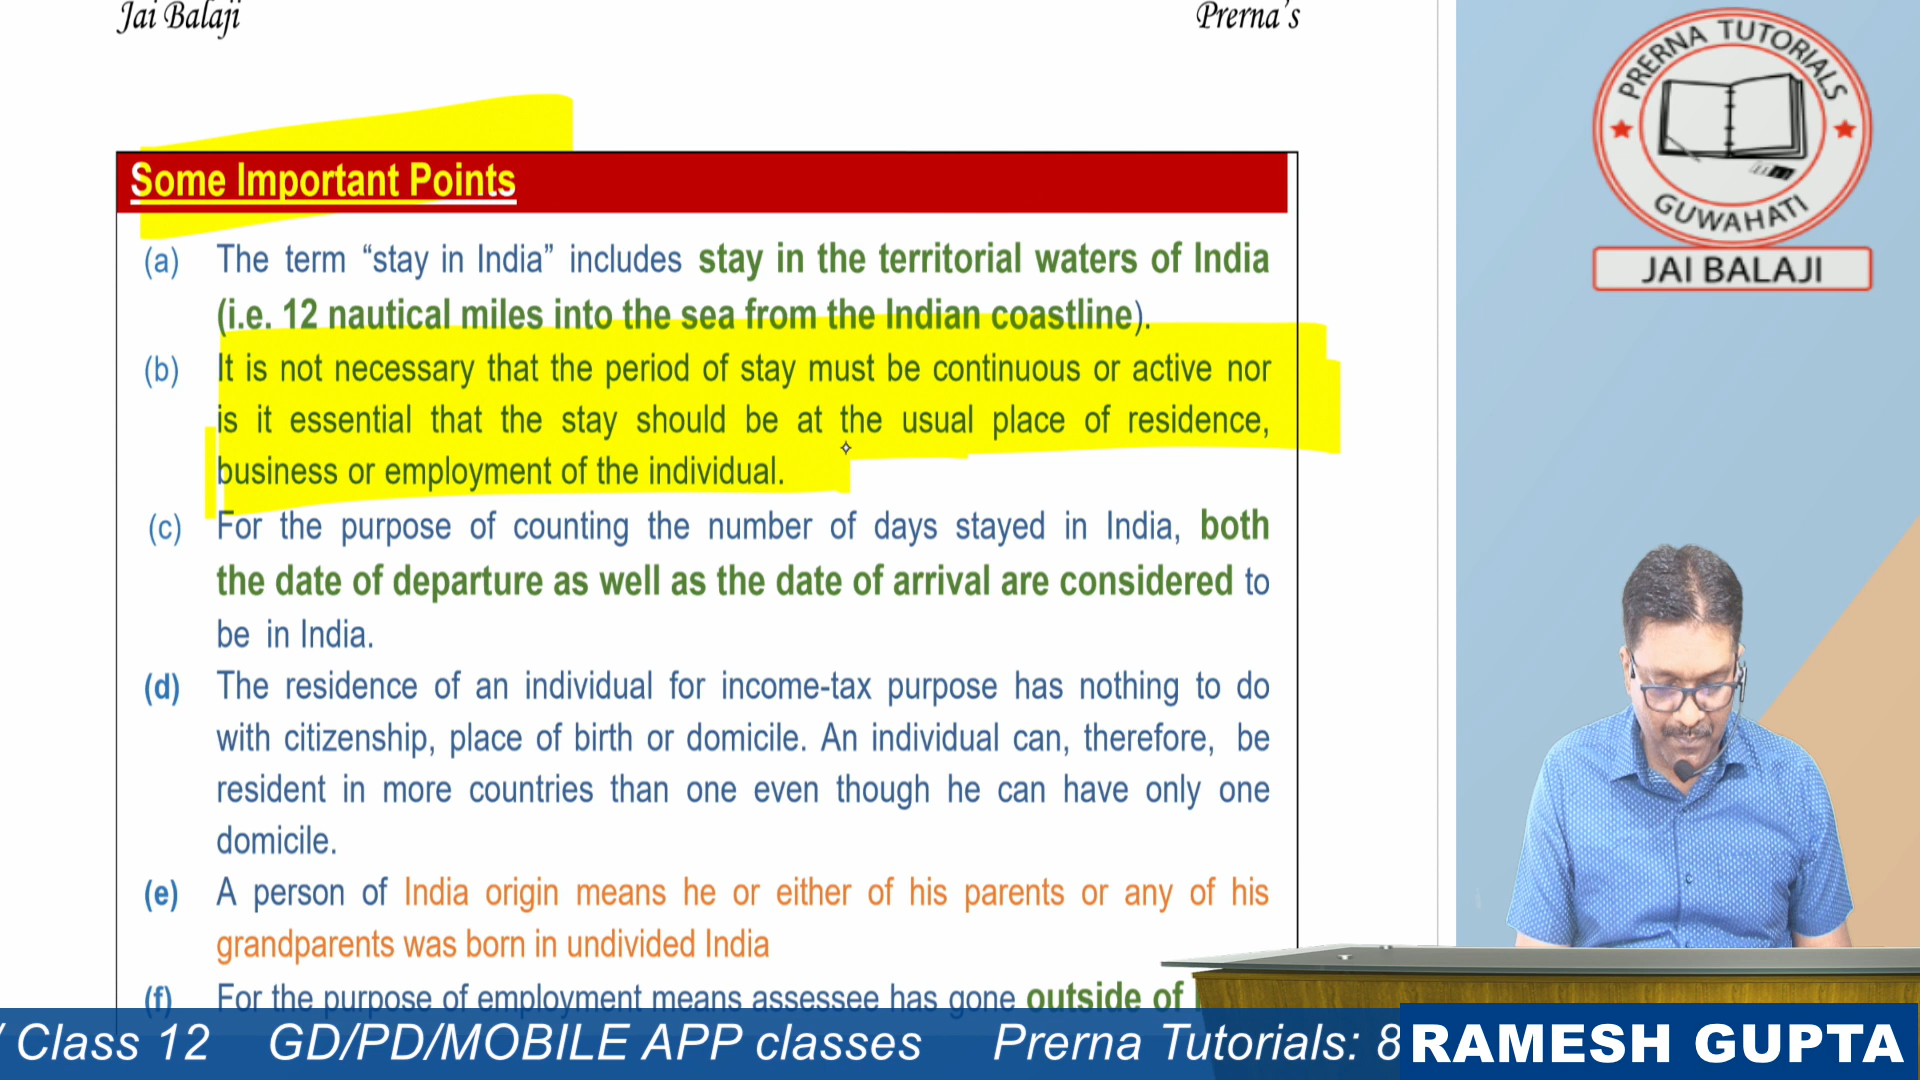 Jai Balaji
Prerna's
Some Important Points
(a) The term “stay in India” includes stay in the territorial waters of India
(i.e. 12 nautical miles into the sea from the Indian coastline).
(b) It is not necessary that the period of stay must be continuous or active nor
is it essential that the stay should be at the usual place of residence,
business or employment of the individual.
(c) For the purpose of counting the number of days stayed in India, both
the date of departure as well as the date of arrival are considered to
be in India.
(d) The residence of an individual for income-tax purpose has nothing to do
with citizenship, place of birth or domicile. An individual can, therefore, be
resident in more countries than one even though he can have only one
domicile.
(e) A person of India origin means he or either of his parents or any of his
grandparents was born in undivided India
(f) For the purpose of employment means assessee has gone outside of
PRERNA TUTORIALS
GUWAHATI
JAI BALAJI
/ Class 12 GD/PD/MOBILE APP classes Prerna Tutorials: 8
RAMESH GUPTA